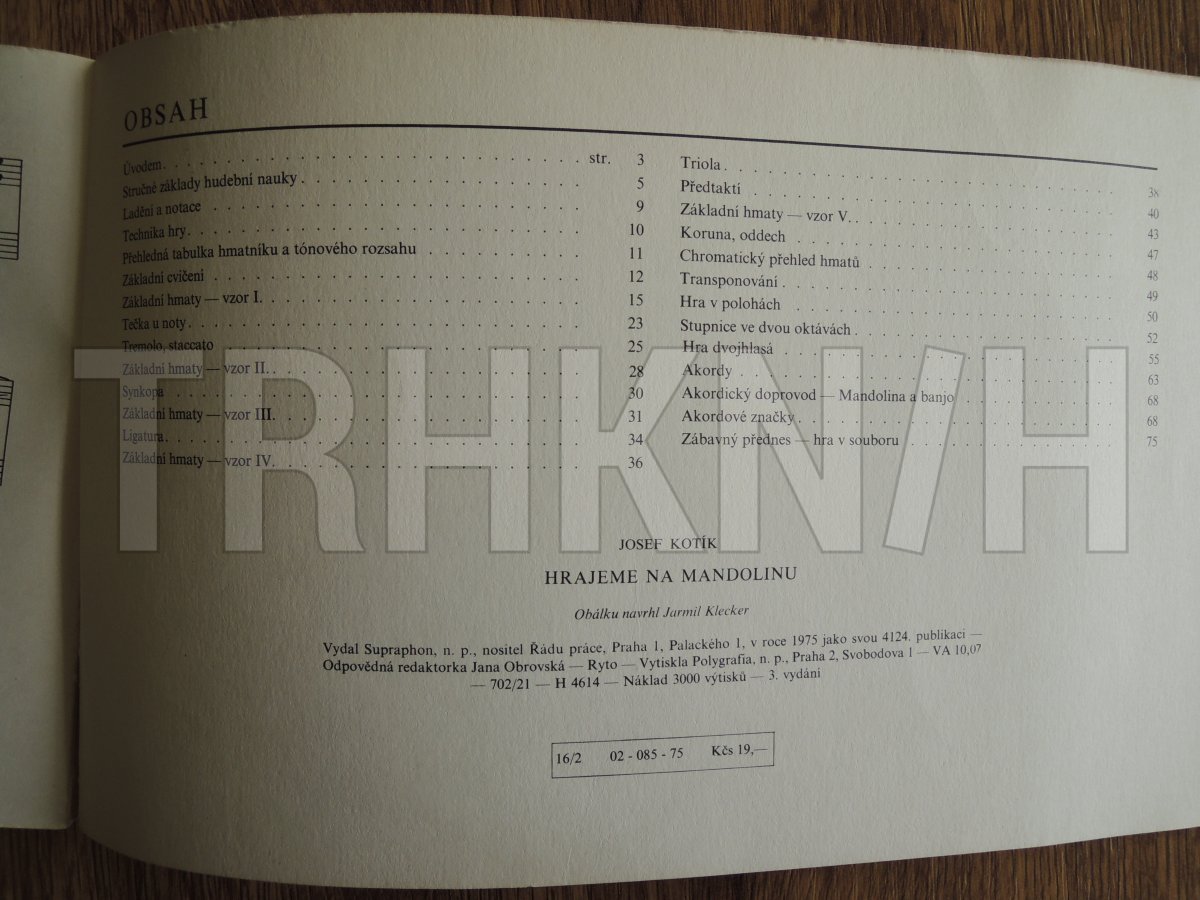 OBSAH
Úvodem. . . . . . . . . . . . . . . . . . . . . . . str. 3
Stručné základy hudební nauky . . . . . . . . . . . . . . 5
Ladění a notace . . . . . . . . . . . . . . . . . . . . 9
Technika hry. . . . . . . . . . . . . . . . . . . . . . 10
Přehledná tabulka hmatníku a tónového rozsahu . . . . . . . . 11
Základní cvičení . . . . . . . . . . . . . . . . . . . . 12
Základní hmaty — vzor I. . . . . . . . . . . . . . . . . 15
Tečka u noty. . . . . . . . . . . . . . . . . . . . . . 23
Tremolo, staccato . . . . . . . . . . . . . . . . . . . 25
Základní hmaty — vzor II. . . . . . . . . . . . . . . . . 28
Synkopa . . . . . . . . . . . . . . . . . . . . . . . 30
Základní hmaty — vzor III. . . . . . . . . . . . . . . . 31
Ligatura. . . . . . . . . . . . . . . . . . . . . . . . 34
Základní hmaty — vzor IV. . . . . . . . . . . . . . . . . 36
Triola . . . . . . . . . . . . . . . . . . . . . . . . 38
Předtaktí . . . . . . . . . . . . . . . . . . . . . . . 40
Základní hmaty — vzor V. . . . . . . . . . . . . . . . . 43
Koruna, oddech . . . . . . . . . . . . . . . . . . . . 47
Chromatický přehled hmatů . . . . . . . . . . . . . . . . 48
Transponování . . . . . . . . . . . . . . . . . . . . . 49
Hra v polohách . . . . . . . . . . . . . . . . . . . . 50
Stupnice ve dvou oktávách . . . . . . . . . . . . . . . . 52
Hra dvojhlasá . . . . . . . . . . . . . . . . . . . . . 55
Akordy . . . . . . . . . . . . . . . . . . . . . . . . 63
Akordický doprovod — Mandolina a banjo . . . . . . . . . . 68
Akordové značky . . . . . . . . . . . . . . . . . . . . 68
Zábavný přednes — hra v souboru . . . . . . . . . . . . . 75
TRHKNIH
JOSEF KOTÍK
HRAJEME NA MANDOLINU
Obálku navrhl Jarmil Klecker
Vydal Supraphon, n. p., nositel Řádu práce, Praha 1, Palackého 1, v roce 1975 jako svou 4124. publikaci —
Odpovědná redaktorka Jana Obrovská — Ryto — Vytiskla Polygrafia, n. p., Praha 2, Svobodova 1 — VA 10,07
— 702/21 — H 4614 — Náklad 3000 výtisků — 3. vydání
16/2 02 - 085 - 75 Kčs 19,—